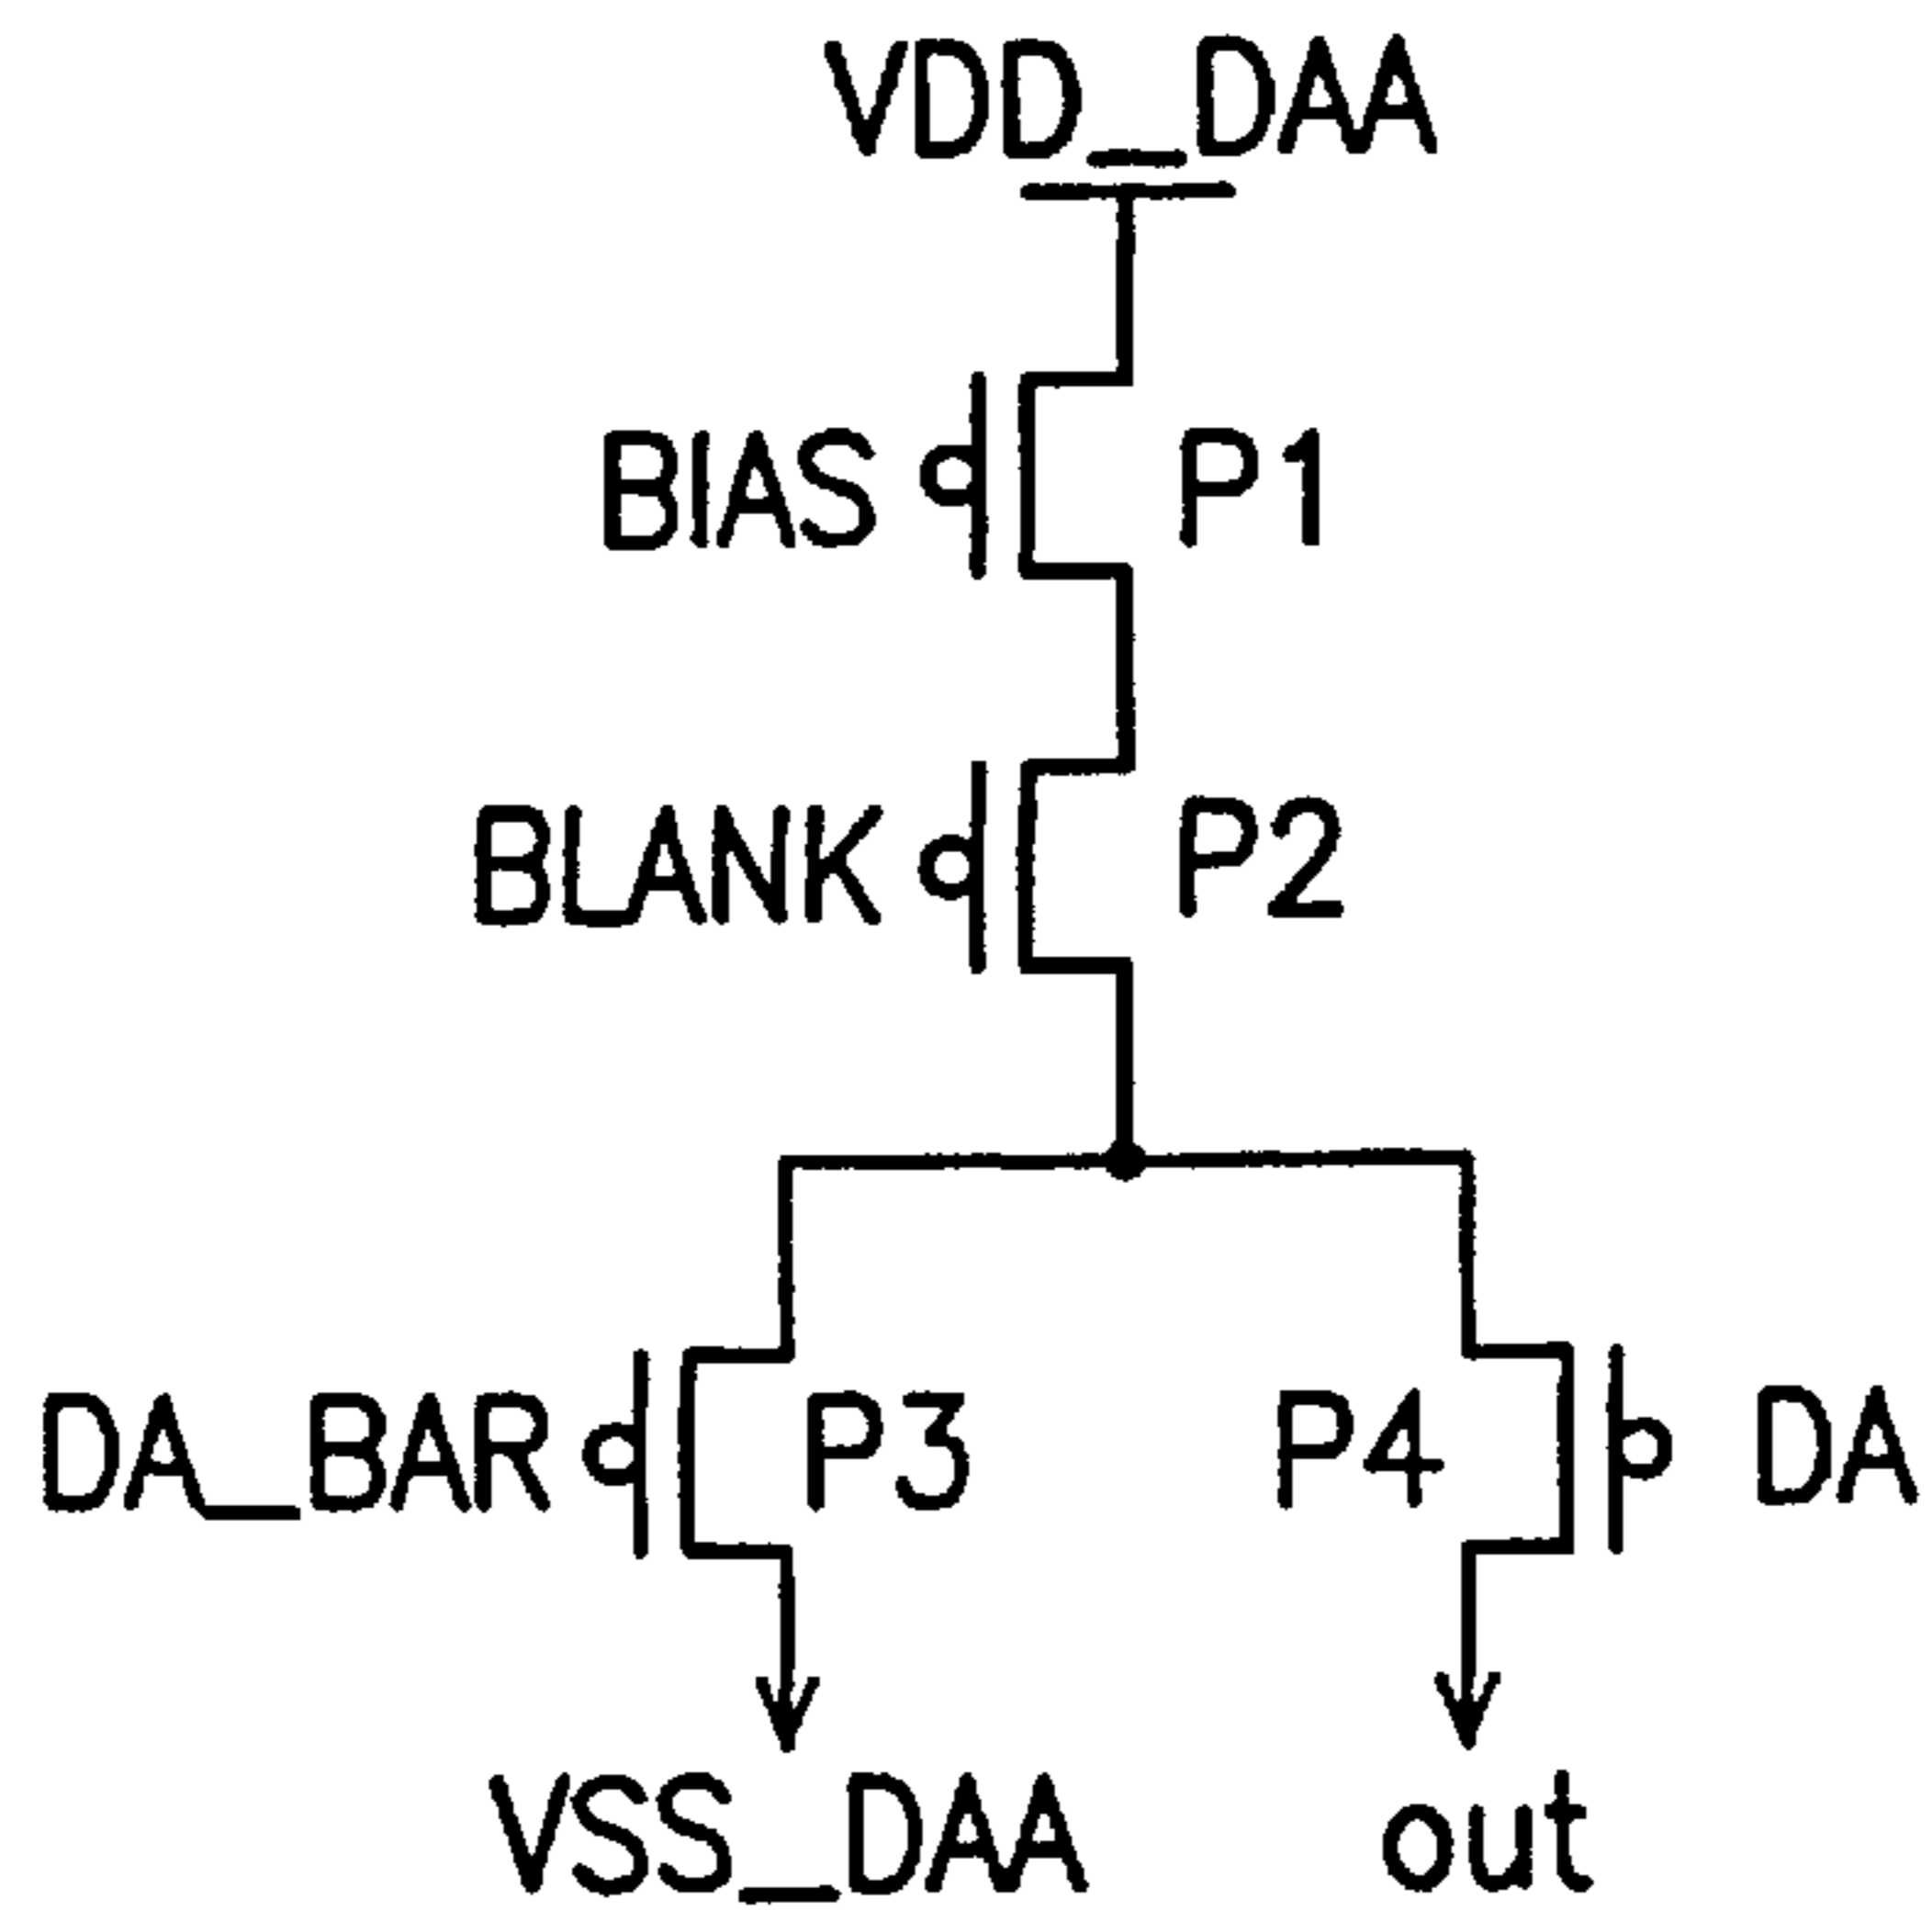 VDD_DAA
BIAS P1
BLANK P2
DA_BAR P3 P4 DA
VSS_DAA out